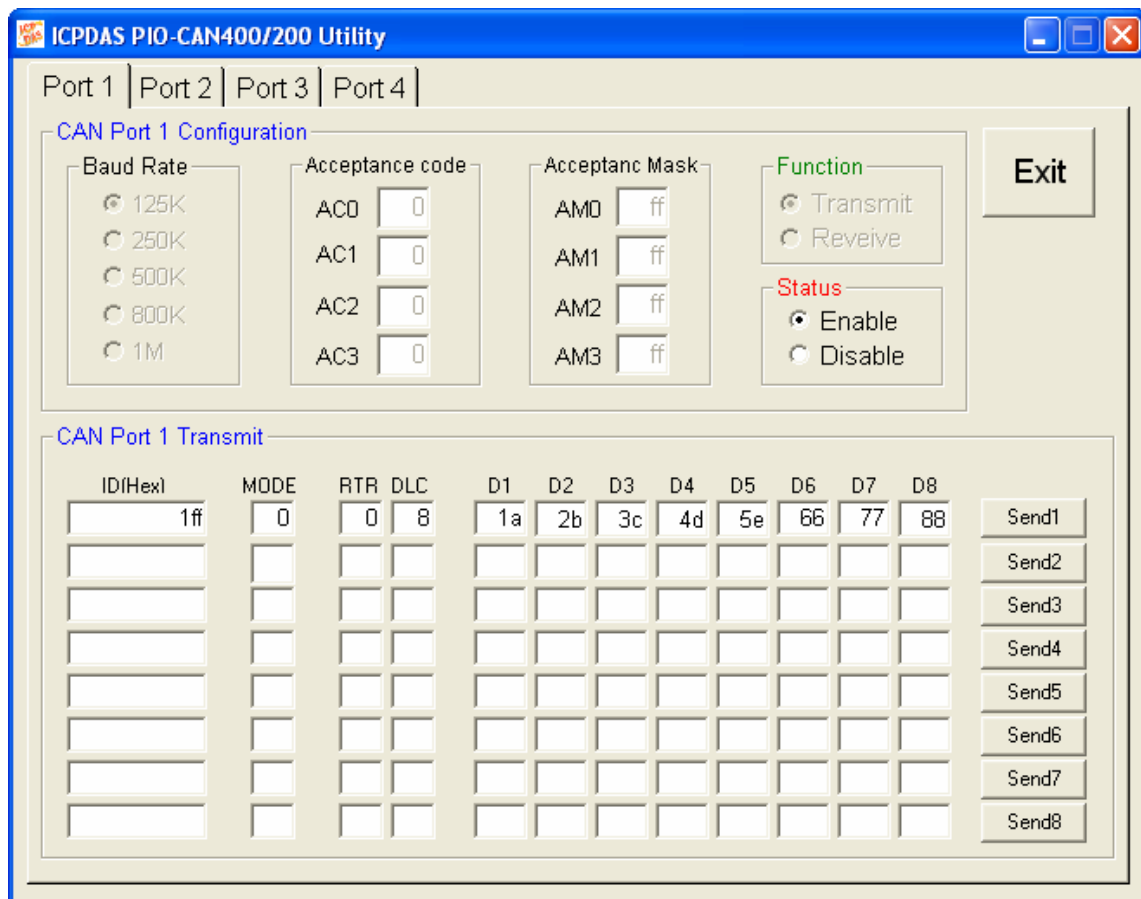 ICPDAS PIO-CAN400/200 Utility
Port 1 Port 2 Port 3 Port 4
CAN Port 1 Configuration
Baud Rate
125K
250K
500K
800K
1M
Acceptance code
AC0 0
AC1 0
AC2 0
AC3 0
Acceptanc Mask
AM0 ff
AM1 ff
AM2 ff
AM3 ff
Function
Transmit
Reveive
Status
Enable
Disable
Exit
CAN Port 1 Transmit
ID(Hex) MODE RTR DLC D1 D2 D3 D4 D5 D6 D7 D8
1ff 0 0 8 1a 2b 3c 4d 5e 66 77 88 Send1
Send2
Send3
Send4
Send5
Send6
Send7
Send8